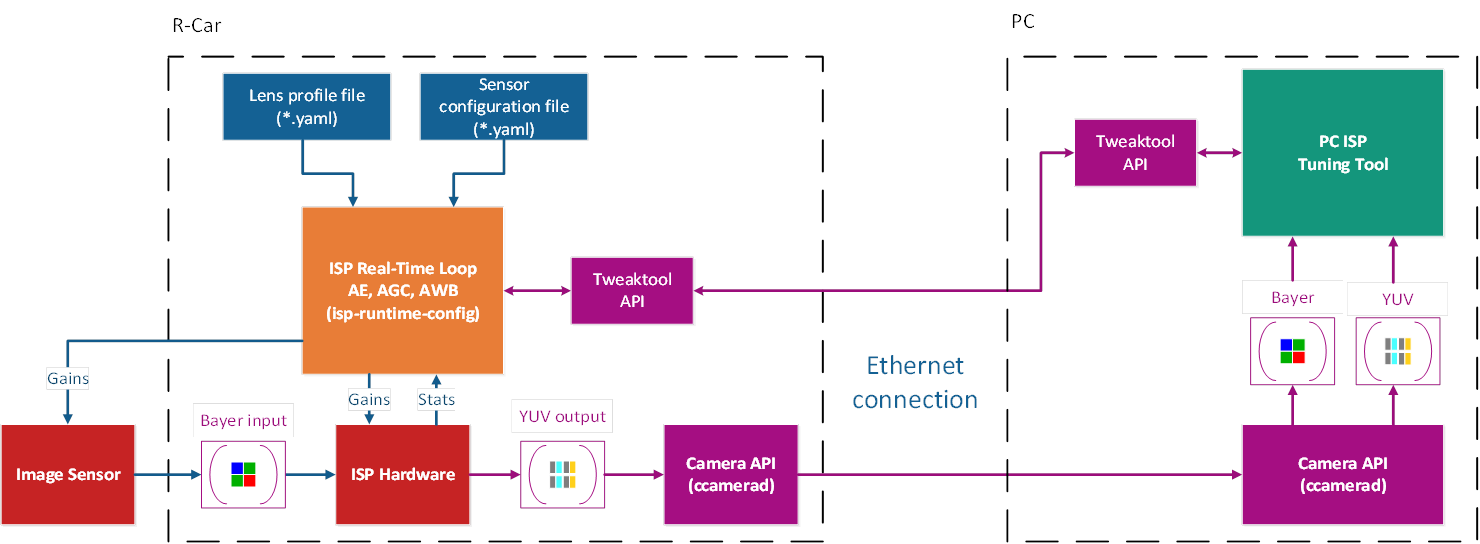 R-Car
PC
Lens profile file
(*.yaml)
Sensor
configuration file
(*.yaml)
Tweaktool
API
PC ISP
Tuning Tool
ISP Real-Time Loop
AE, AGC, AWB
(isp-runtime-config)
Tweaktool
API
Bayer
YUV
Ethernet
connection
Gains
Gains
Stats
Bayer input
YUV output
Image Sensor
ISP Hardware
Camera API
(ccamerad)
Camera API
(ccamerad)